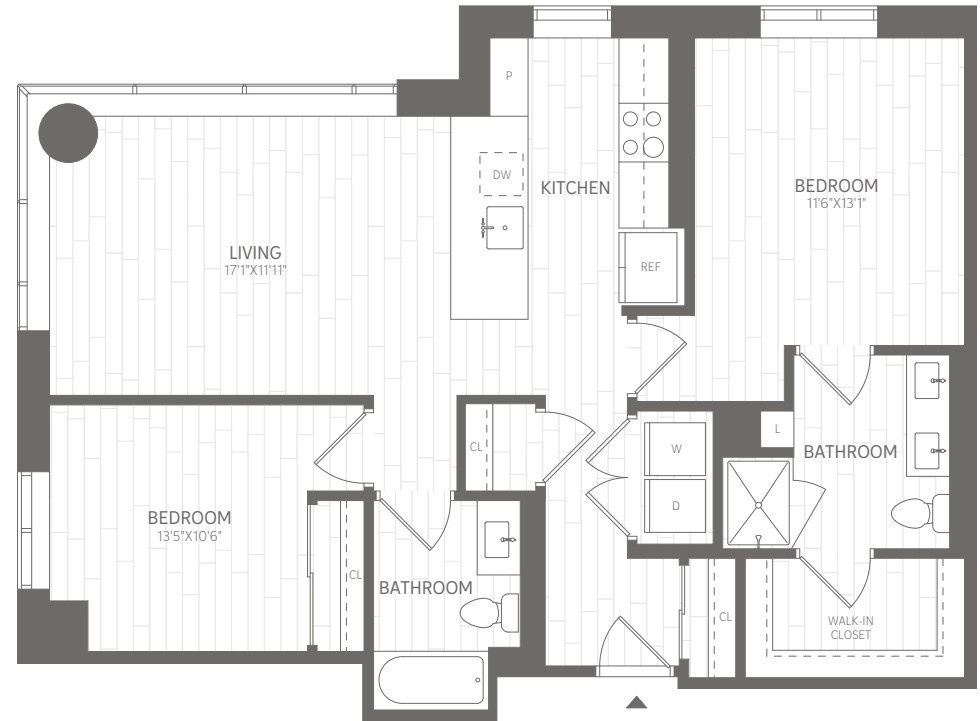 P
DW
KITCHEN
BEDROOM
11'6"X13'1"
LIVING
17'1"X11'11"
REF
L
BATHROOM
CL
W
D
BEDROOM
13'5"X10'6"
CL
BATHROOM
CL
WALK-IN
CLOSET